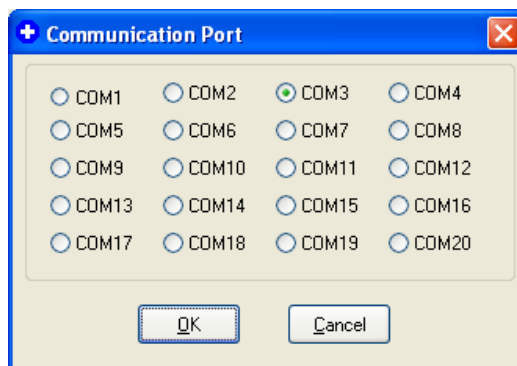 Communication Port
COM1 COM2 COM3 COM4
COM5 COM6 COM7 COM8
COM9 COM10 COM11 COM12
COM13 COM14 COM15 COM16
COM17 COM18 COM19 COM20
OK Cancel